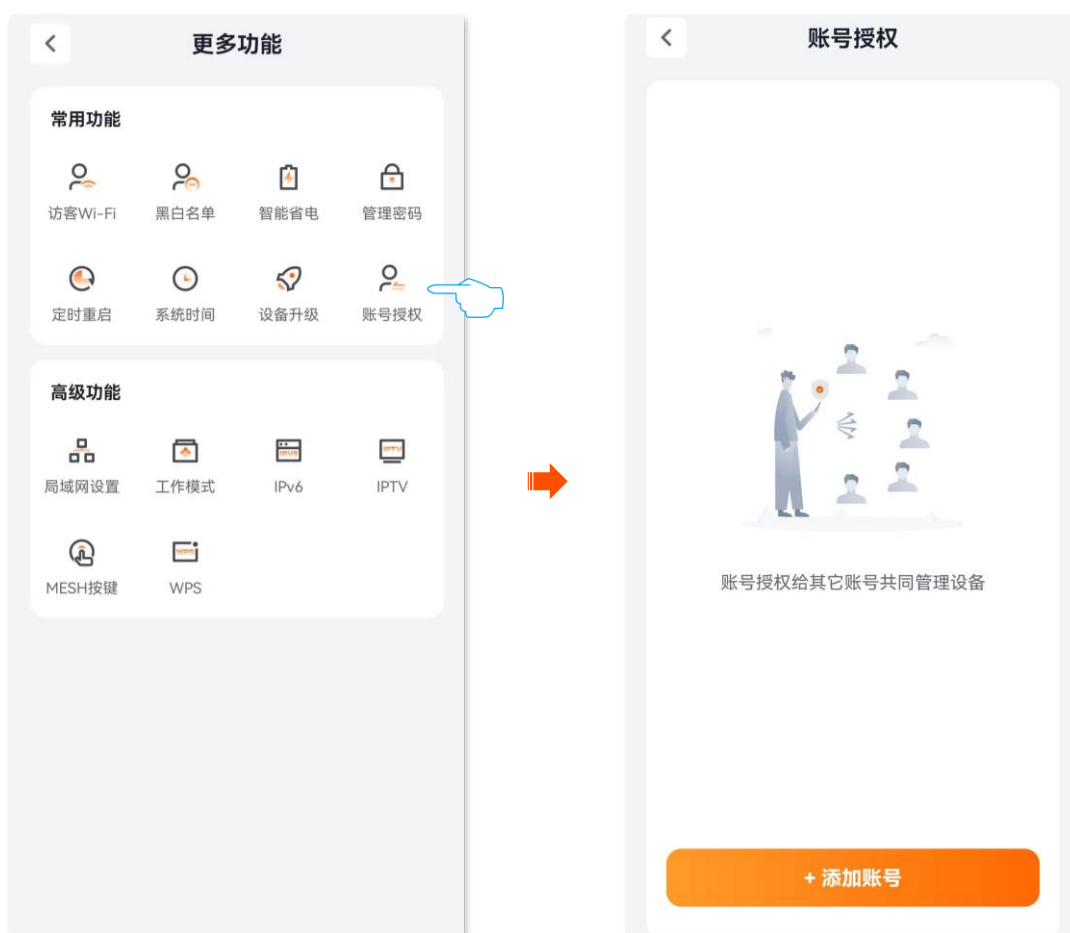 更多功能
常用功能
访客Wi-Fi 黑白名单 智能省电 管理密码
定时重启 系统时间 设备升级 账号授权
高级功能
IPV6 IPTV
局域网设置 工作模式 IPv6 IPTV
WPS
MESH按键 WPS
账号授权
账号授权给其它账号共同管理设备
+ 添加账号